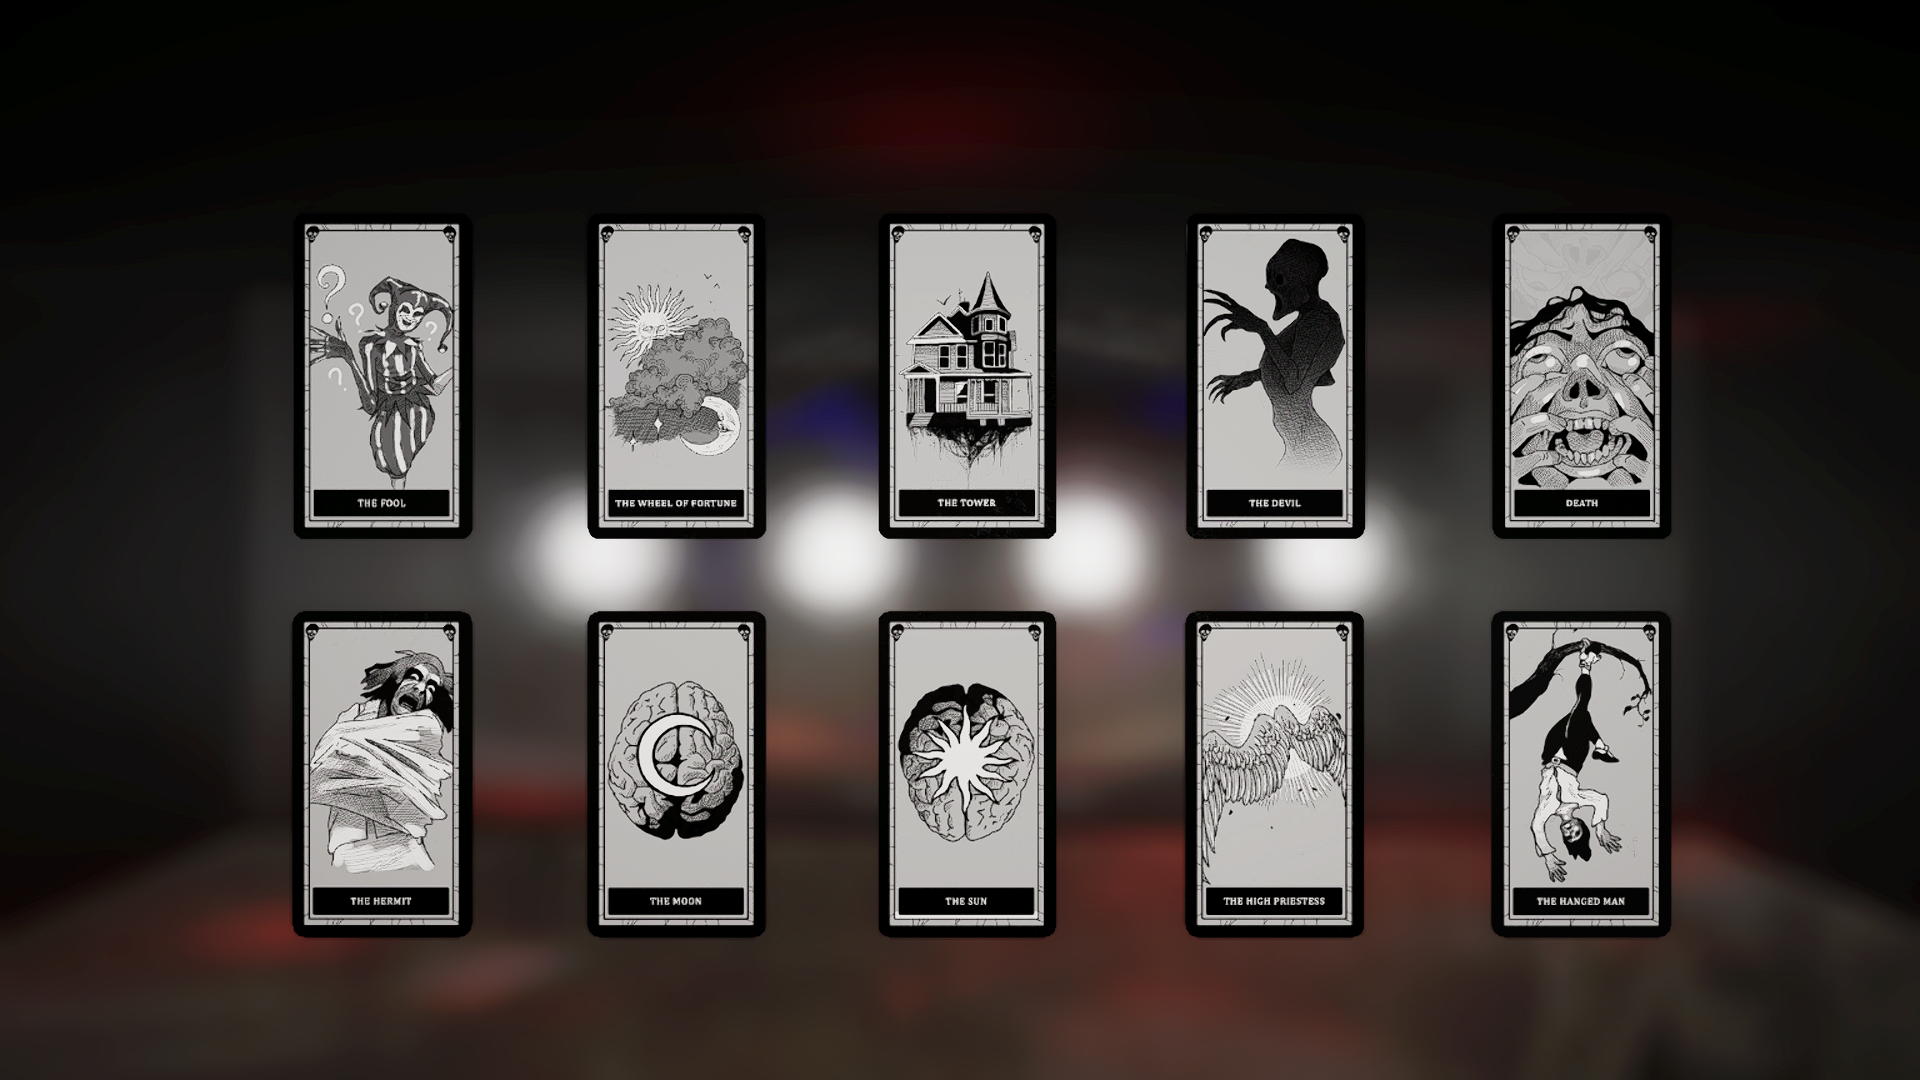 THE FOOL
THE WHEEL OF FORTUNE
THE TOWER
THE DEVIL
DEATH
THE HERMIT
THE MOON
THE SUN
THE HIGH PRIESTESS
THE HANGED MAN